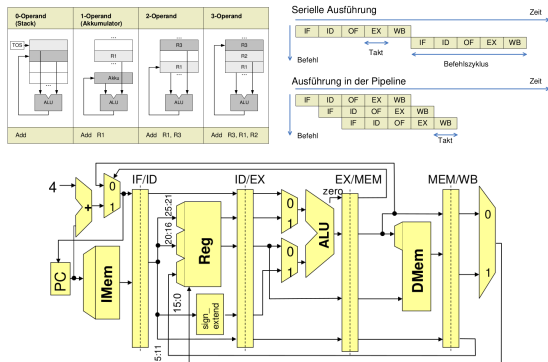 0-Operand
(Stack)
1-Operand
(Akkumulator)
2-Operand
3-Operand
TOS
...
ALU
Add
...
R1
...
Akku
ALU
Add R1
...
R3
R1
...
ALU
Add R1, R3
...
R3
R2
R1
...
ALU
Add R3, R1, R2
Serielle Ausführung
Zeit
IF ID OF EX WB
IF ID OF EX WB
Takt
Befehlszyklus
Befehl
Ausführung in der Pipeline
Zeit
IF ID OF EX WB
IF ID OF EX WB
IF ID OF EX WB
Takt
Befehl
IF/ID
ID/EX
EX/MEM
MEM/WB
4
+
0
1
PC
IMem
25:21
20:16
15:0
Reg
sign_
extend
0
1
0
1
zero
ALU
DMem
0
1
5:11